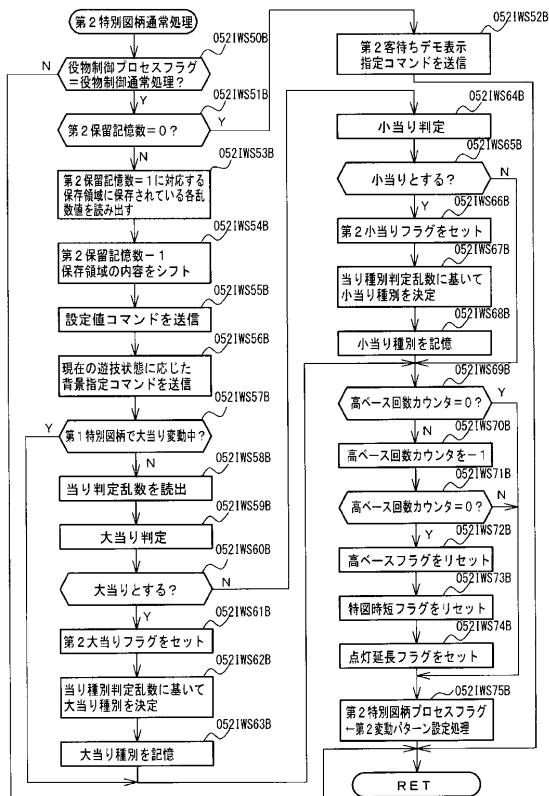 第2特別図柄通常処理
052IWS50B
N
役物制御プロセスフラグ
＝役物制御通常処理？
Y
052IWS51B
第2保留記憶数＝0？
Y
N
052IWS53B
第2保留記憶数＝1に対応する
保存領域に保存されている各乱
数値を読み出す
052IWS54B
第2保留記憶数－1
保存領域の内容をシフト
052IWS55B
設定値コマンドを送信
052IWS56B
現在の遊技状態に応じた
背景指定コマンドを送信
052IWS57B
Y
第1特別図柄で大当り変動中？
N
052IWS58B
当り判定乱数を読出
052IWS59B
大当り判定
052IWS60B
大当りとする？
N
Y
052IWS61B
第2大当りフラグをセット
052IWS62B
当り種別判定乱数に基いて
大当り種別を決定
052IWS63B
大当り種別を記憶
052IWS52B
第2客待ちデモ表示
指定コマンドを送信
052IWS64B
小当り判定
052IWS65B
小当りとする？
N
Y
052IWS66B
第2小当りフラグをセット
052IWS67B
当り種別判定乱数に基いて
小当り種別を決定
052IWS68B
小当り種別を記憶
052IWS69B
高ベース回数カウンタ＝0？
Y
N
052IWS70B
高ベース回数カウンタを－1
052IWS71B
高ベース回数カウンタ＝0？
N
Y
052IWS72B
高ベースフラグをリセット
052IWS73B
特図時短フラグをリセット
052IWS74B
点灯延長フラグをセット
052IWS75B
第2特別図柄プロセスフラグ
←第2変動パターン設定処理
RET